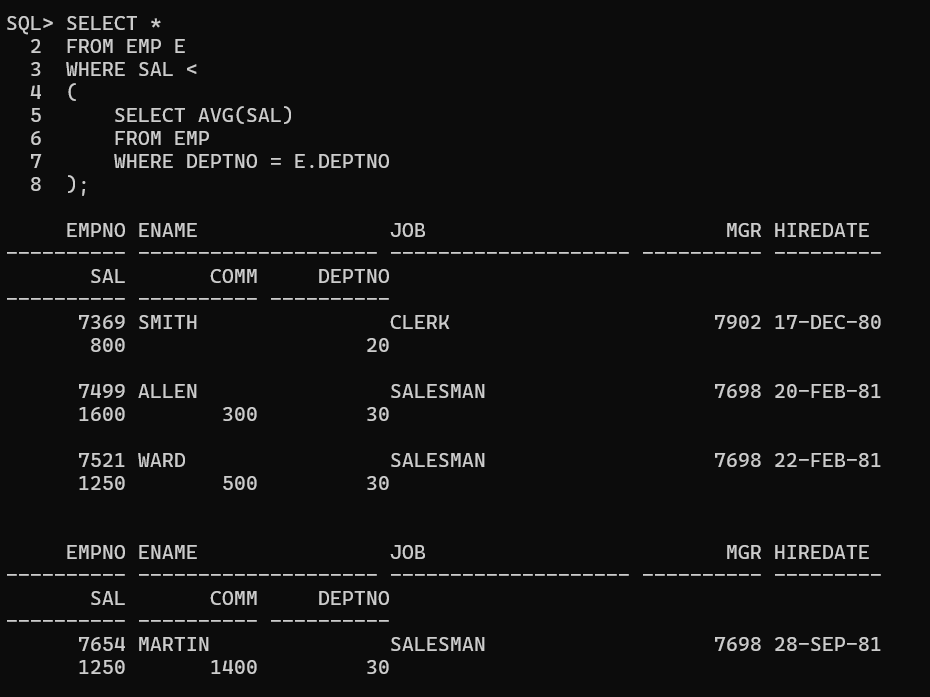 SQL> SELECT *
  2  FROM EMP E
  3  WHERE SAL <
  4  (
  5      SELECT AVG(SAL)
  6      FROM EMP
  7      WHERE DEPTNO = E.DEPTNO
  8  );
     EMPNO ENAME                JOB                         MGR HIREDATE
---------- -------------------- -------------------- ---------- ---------
       SAL       COMM     DEPTNO
---------- ---------- ----------
      7369 SMITH                CLERK                      7902 17-DEC-80
       800                    20
      7499 ALLEN                SALESMAN                   7698 20-FEB-81
      1600        300         30
      7521 WARD                 SALESMAN                   7698 22-FEB-81
      1250        500         30
     EMPNO ENAME                JOB                         MGR HIREDATE
---------- -------------------- -------------------- ---------- ---------
       SAL       COMM     DEPTNO
---------- ---------- ----------
      7654 MARTIN               SALESMAN                   7698 28-SEP-81
      1250       1400         30